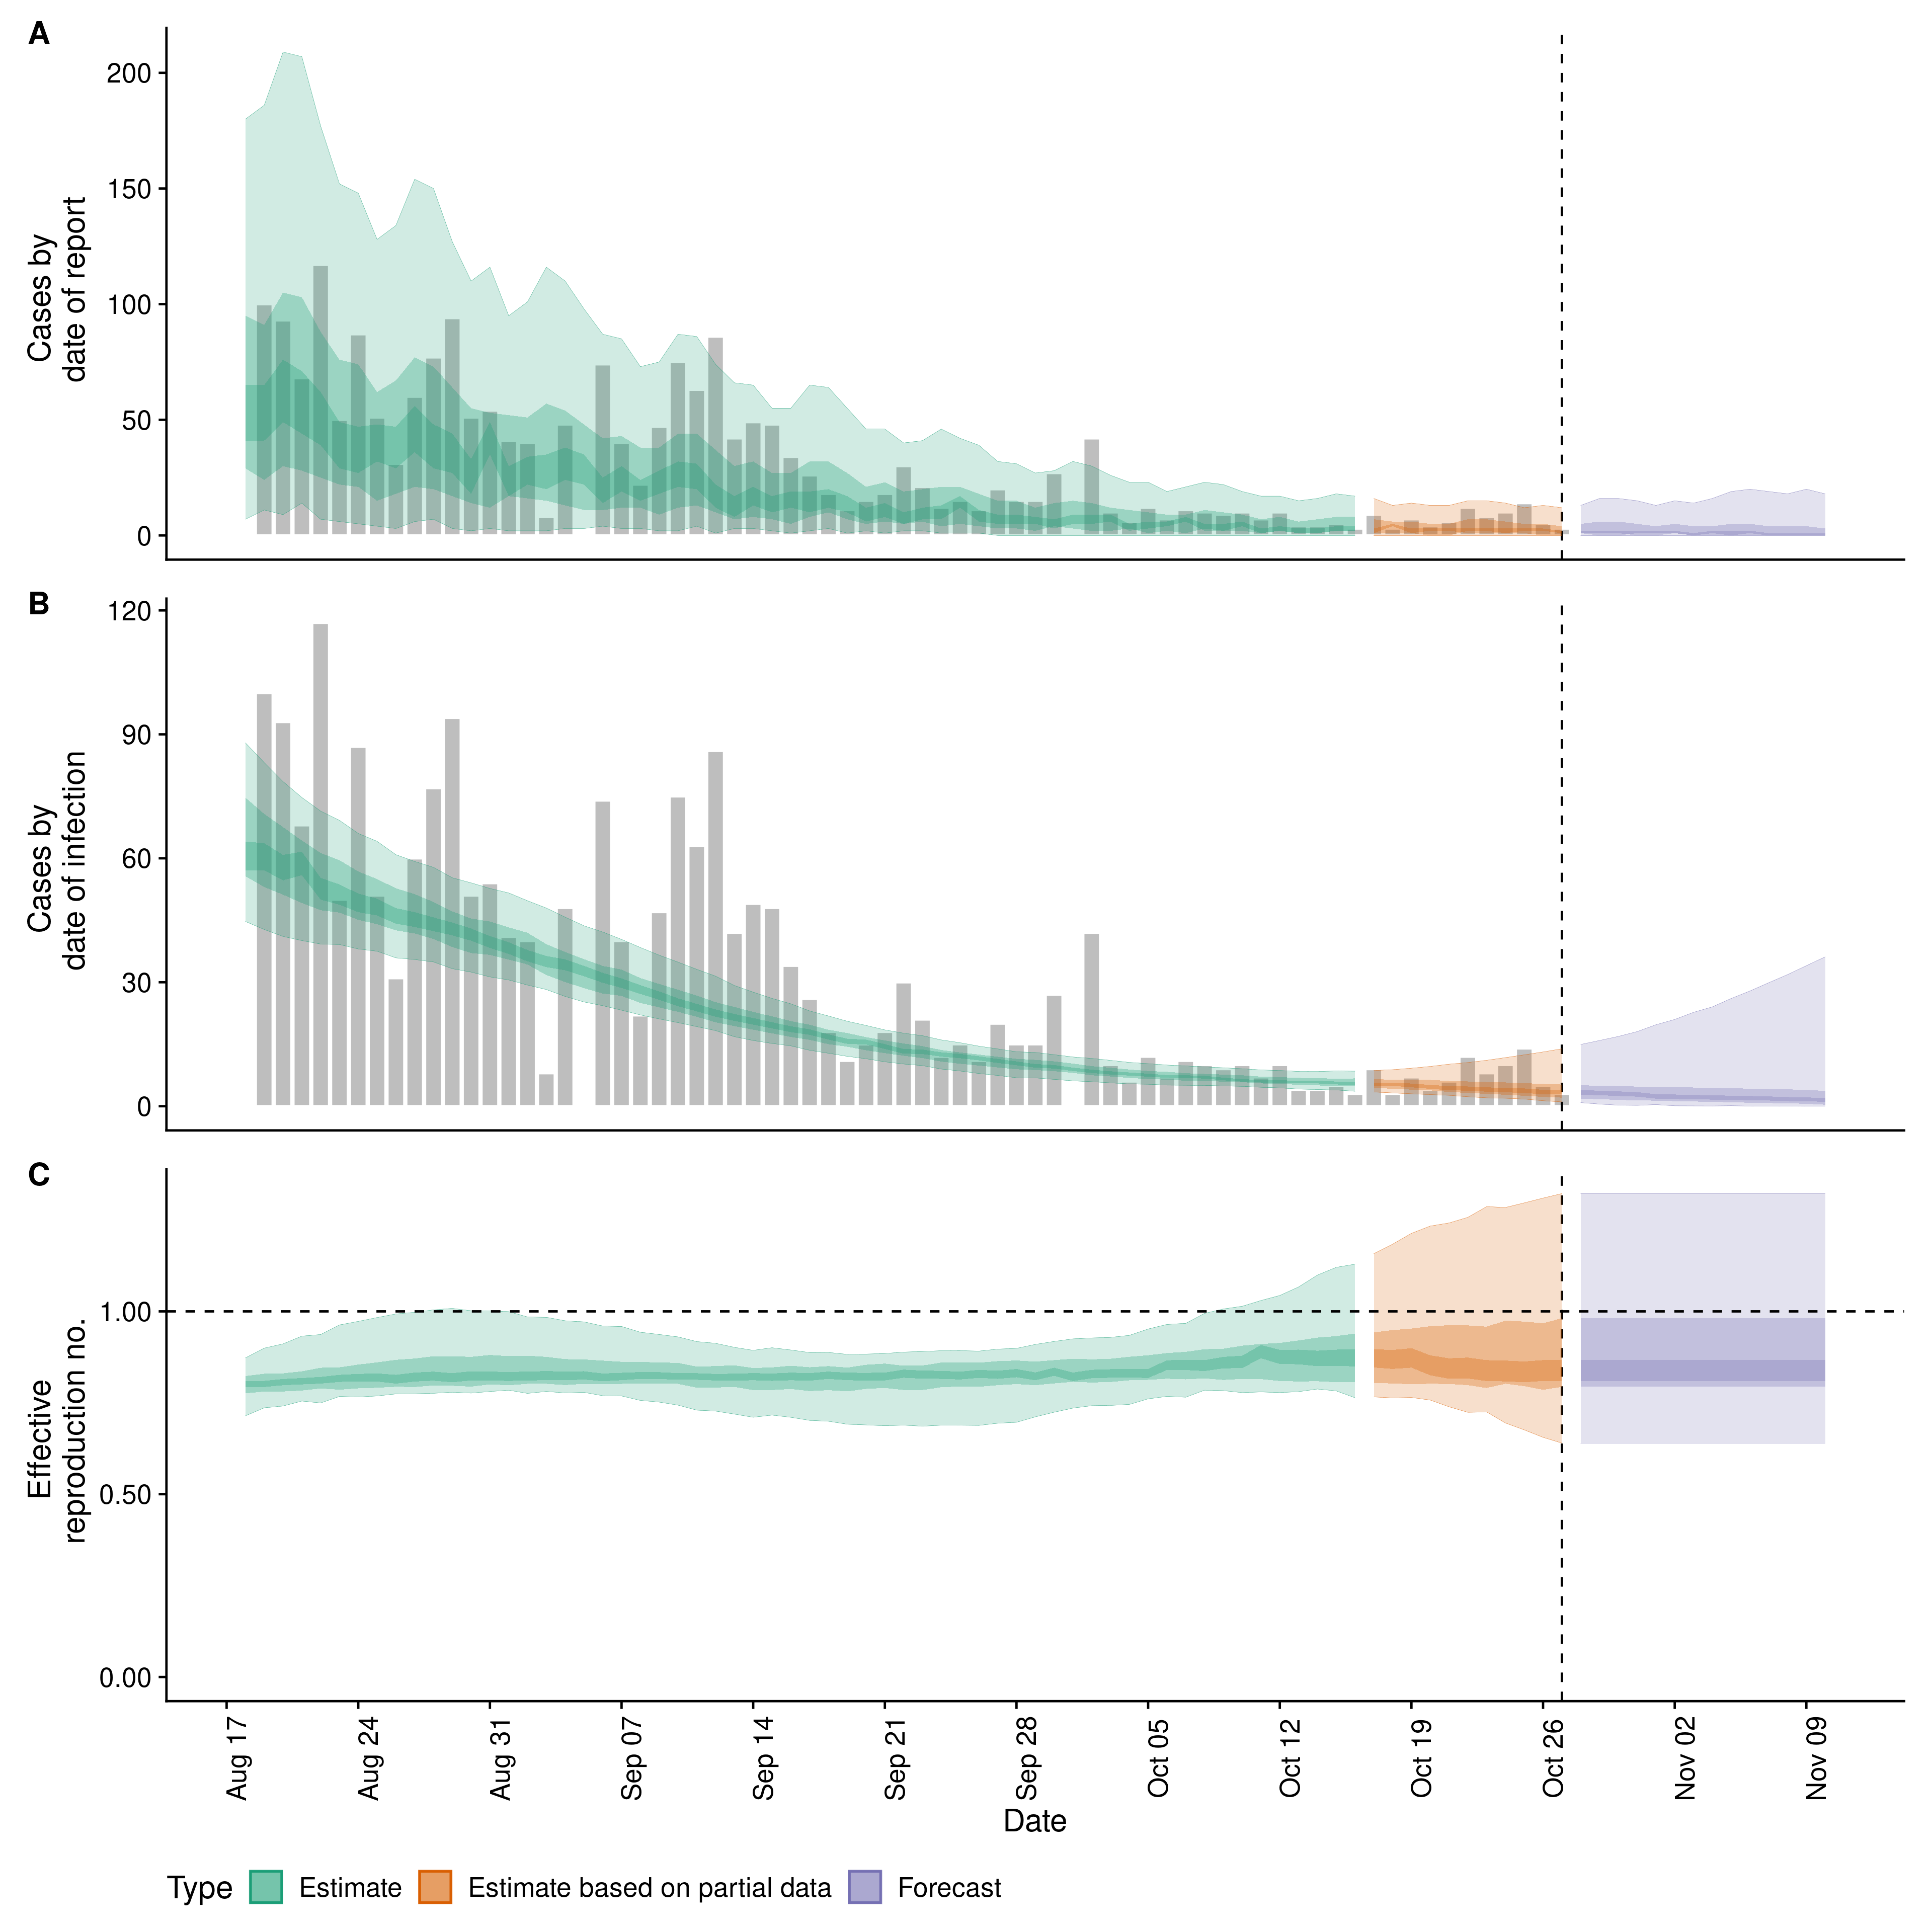 A
Cases by
date of report
200
150
100
50
0
B
Cases by
date of infection
120
90
60
30
0
C
Effective
reproduction no.
1.00
0.50
0.00
Aug 17
Aug 24
Aug 31
Sep 07
Sep 14
Sep 21
Sep 28
Oct 05
Oct 12
Oct 19
Oct 26
Nov 02
Nov 09
Date
Type Estimate Estimate based on partial data Forecast